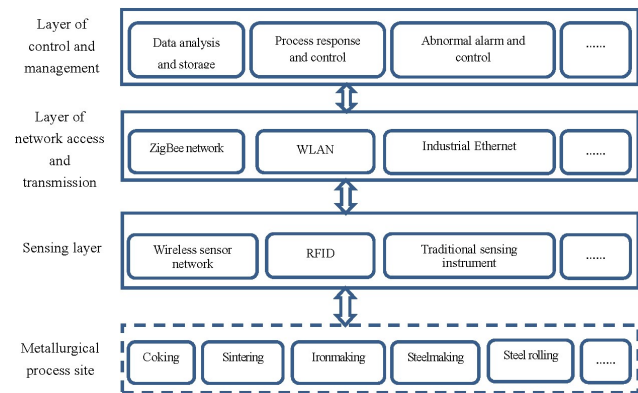 Layer of
control and
management
Data analysis
and storage
Process response
and control
Abnormal alarm and
control
......
Layer of
network access
and
transmission
ZigBee network
WLAN
Industrial Ethernet
......
Sensing layer
Wireless sensor
network
RFID
Traditional sensing
instrument
......
Metallurgical
process site
Coking
Sintering
Ironmaking
Steelmaking
Steel rolling
......